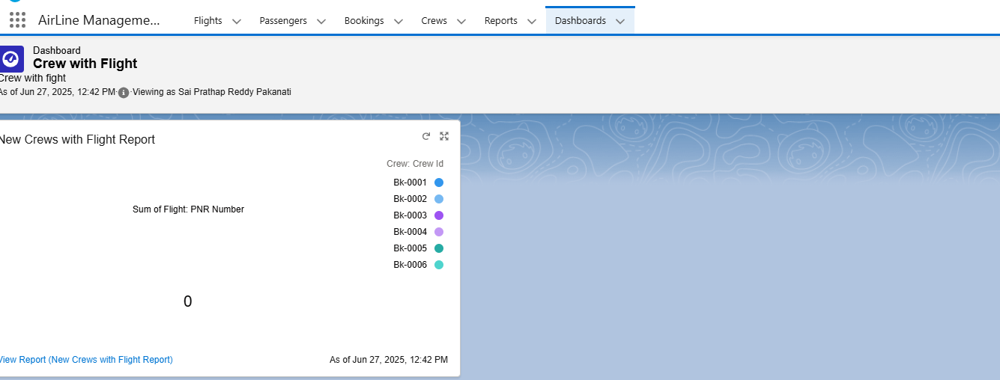 AirLine Manageme...
Flights
Passengers
Bookings
Crews
Reports
Dashboards
Dashboard
Crew with Flight
Crew with fight
As of Jun 27, 2025, 12:42 PM·Viewing as Sai Prathap Reddy Pakanati
New Crews with Flight Report
Crew: Crew Id
Bk-0001
Bk-0002
Sum of Flight: PNR Number
Bk-0003
Bk-0004
Bk-0005
Bk-0006
0
View Report (New Crews with Flight Report)
As of Jun 27, 2025, 12:42 PM